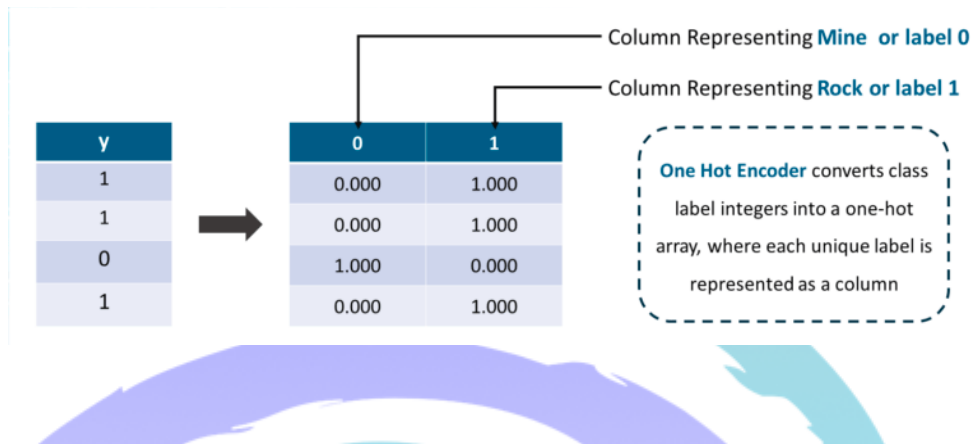 Column Representing Mine or label 0
Column Representing Rock or label 1
y
1
1
0
1
0 1
0.000 1.000
0.000 1.000
1.000 0.000
0.000 1.000
One Hot Encoder converts class
label integers into a one-hot
array, where each unique label is
represented as a column